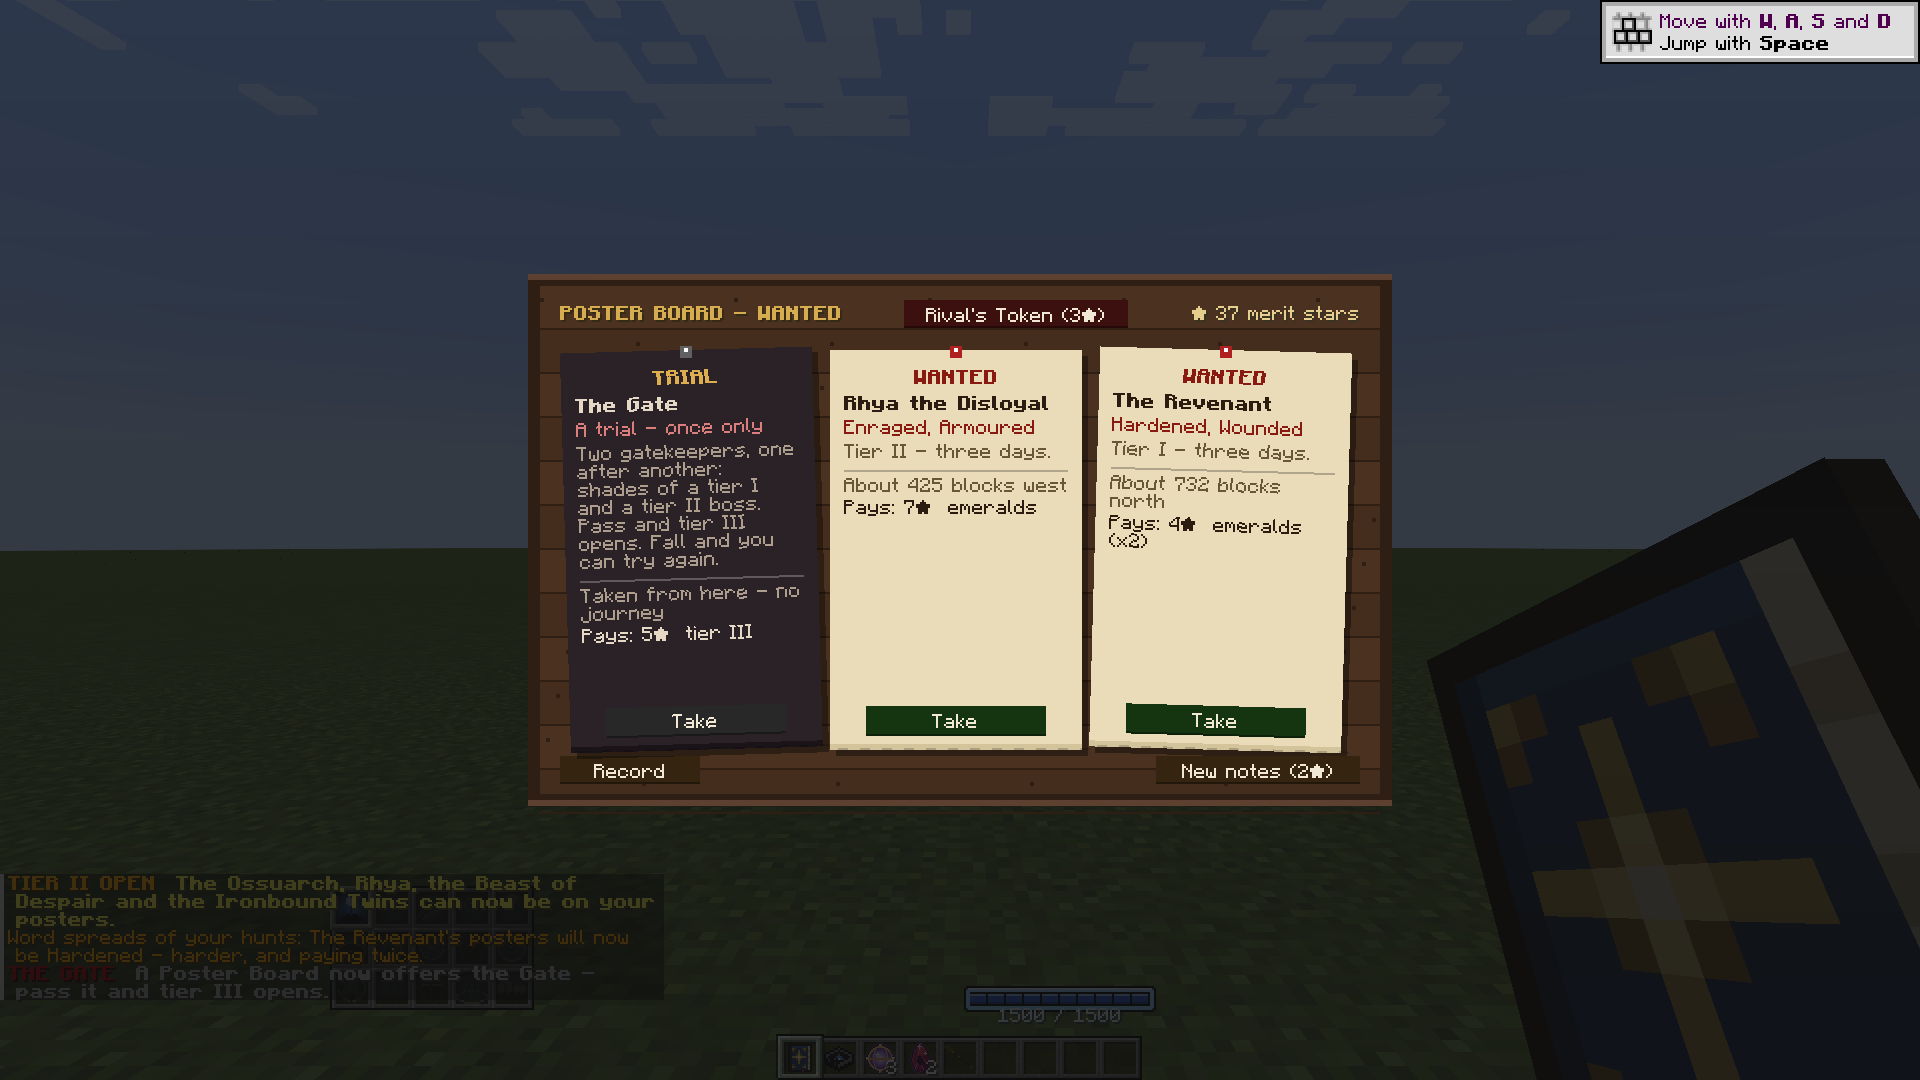 Move with W, A, S and D
Jump with Space
POSTER BOARD - WANTED
Rival's Token (3★)
★ 37 merit stars
TRIAL
The Gate
A trial - once only
Two gatekeepers, one
after another:
shades of a tier I
and a tier II boss.
Pass and tier III
opens. Fall and you
can try again.
Taken from here - no
journey
Pays: 5★ tier III
Take
WANTED
Rhya the Disloyal
Enraged, Armoured
Tier II - three days.
About 425 blocks west
Pays: 7★ emeralds
Take
WANTED
The Revenant
Hardened, Wounded
Tier I - three days.
About 732 blocks
north
Pays: 4★ emeralds
(x2)
Take
Record
New notes (2★)
TIER II OPEN The Ossuarch, Rhya, the Beast of
Despair and the Ironbound Twins can now be on your
posters.
Word spreads of your hunts: The Revenant's posters will now
be Hardened - harder, and paying twice.
THE GATE A Poster Board now offers the Gate -
pass it and tier III opens.
1500 / 1500
3
2